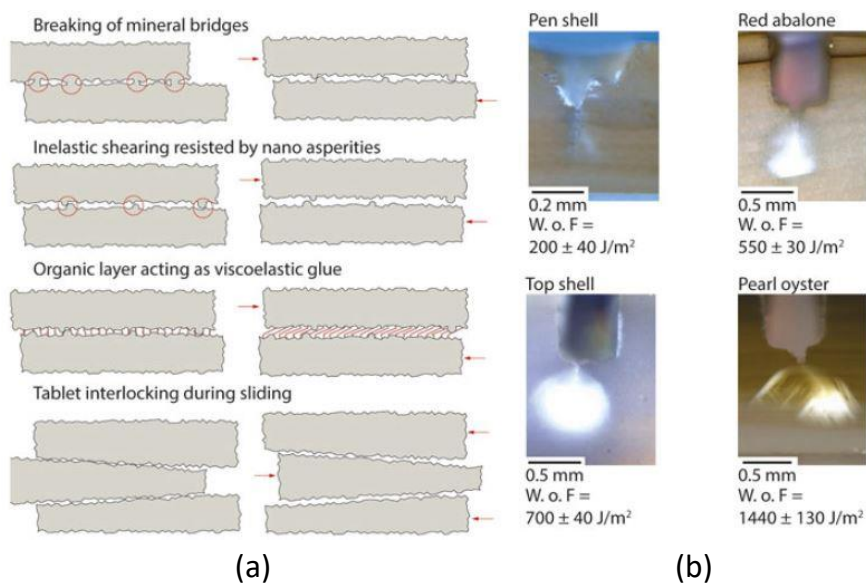 Breaking of mineral bridges
Inelastic shearing resisted by nano asperities
Organic layer acting as viscoelastic glue
Tablet interlocking during sliding
(a)
Pen shell
0.2 mm
W. o. F =
200 ± 40 J/m²
Red abalone
0.5 mm
W. o. F =
550 ± 30 J/m²
Top shell
0.5 mm
W. o. F =
700 ± 40 J/m²
Pearl oyster
0.5 mm
W. o. F =
1440 ± 130 J/m²
(b)